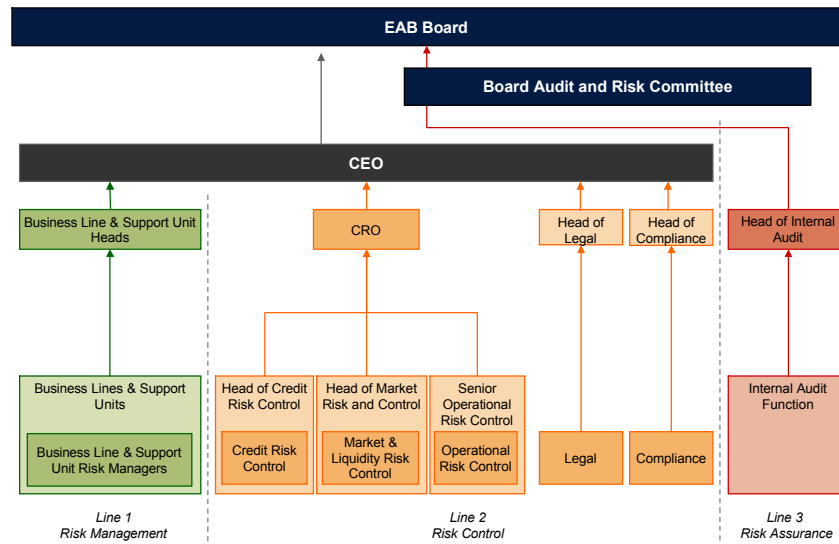 EAB Board
Board Audit and Risk Committee
CEO
Business Line & Support Unit
Heads
CRO
Head of
Legal
Head of
Compliance
Head of Internal
Audit
Business Lines & Support
Units
Business Line & Support
Unit Risk Managers
Head of Credit
Risk Control
Credit Risk
Control
Head of Market
Risk and Control
Market &
Liquidity Risk
Control
Senior
Operational
Risk Control
Operational
Risk Control
Legal
Compliance
Internal Audit
Function
Line 1
Risk Management
Line 2
Risk Control
Line 3
Risk Assurance